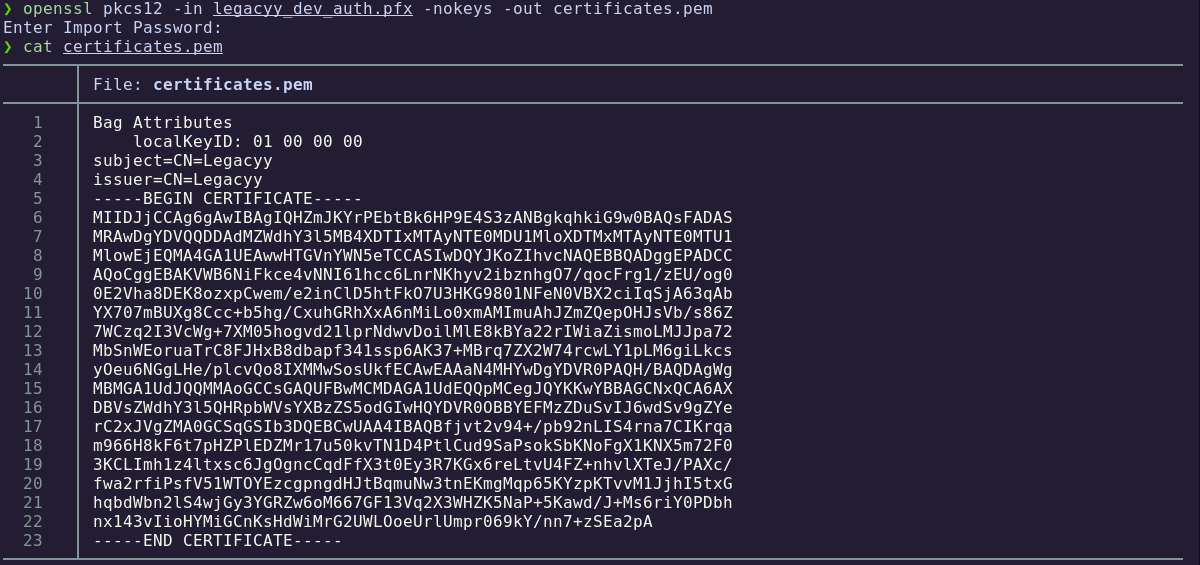 ❯ openssl pkcs12 -in legacyy_dev_auth.pfx -nokeys -out certificates.pem
Enter Import Password:
❯ cat certificates.pem
File: certificates.pem
1 Bag Attributes
2     localKeyID: 01 00 00 00
3 subject=CN=Legacyy
4 issuer=CN=Legacyy
5 -----BEGIN CERTIFICATE-----
6 MIIDJjCCAg6gAwIBAgIQHZmJKYrPEbtBk6HP9E4S3zANBgkqhkiG9w0BAQsFADAS
7 MRAwDgYDVQQDDAdMZWdhY3l5MB4XDTIxMTAyNTE0MDU1MloXDTMxMTAyNTE0MTU1
8 MlowEjEQMA4GA1UEAwwHTGVnYWN5eTCCASIwDQYJKoZIhvcNAQEBBQADggEPADCC
9 AQoCggEBAKVWB6NiFkce4vNNI61hcc6LnrNKhyv2ibznhgO7/qocFrg1/zEU/og0
10 0E2Vha8DEK8ozxpCwem/e2inClD5htFkO7U3HKG9801NFeN0VBX2ciIqSjA63qAb
11 YX707mBUXg8Ccc+b5hg/CxuhGRhXxA6nMiLo0xmAMImuAhJZmZQepOHJsVb/s86Z
12 7WCzq2I3VcWg+7XM05hogvd21lprNdwvDoilMlE8kBYa22rIWiaZismoLMJJpa72
13 MbSnWEoruaTrC8FJHxB8dbapf341ssp6AK37+MBrq7ZX2W74rcwLY1pLM6giLkcs
14 yOeu6NGgLHe/plcvQo8IXMMwSosUkfECAwEAAaN4MHYwDgYDVR0PAQH/BAQDAgWg
15 MBMGA1UdJQQMMAoGCCsGAQUFBwMCMDAGA1UdEQQpMCegJQYKKwYBBAGCNxQCA6AX
16 DBVsZWdhY3l5QHRpbWVsYXBzZS5odGIwHQYDVR0OBBYEFMzZDuSvIJ6wdSv9gZYe
17 rC2xJVgZMA0GCSqGSIb3DQEBCwUAA4IBAQBfjvt2v94+/pb92nLIS4rna7CIKrqa
18 m966H8kF6t7pHZPlEDZMr17u50kvTN1D4PtlCud9SaPsokSbKNoFgX1KNX5m72F0
19 3KCLImh1z4ltxsc6JgOgncCqdFfX3t0Ey3R7KGx6reLtvU4FZ+nhvlXTeJ/PAXc/
20 fwa2rfiPsfV51WTOYEzcgpngdHJtBqmuNw3tnEKmgMqp65KYzpKTvvM1JjhI5txG
21 hqbdWbn2lS4wjGy3YGRZw6oM667GF13Vq2X3WHZK5NaP+5Kawd/J+Ms6riY0PDbh
22 nx143vIioHYMiGCnKsHdWiMrG2UWLOoeUrlUmpr069kY/nn7+zSEa2pA
23 -----END CERTIFICATE-----